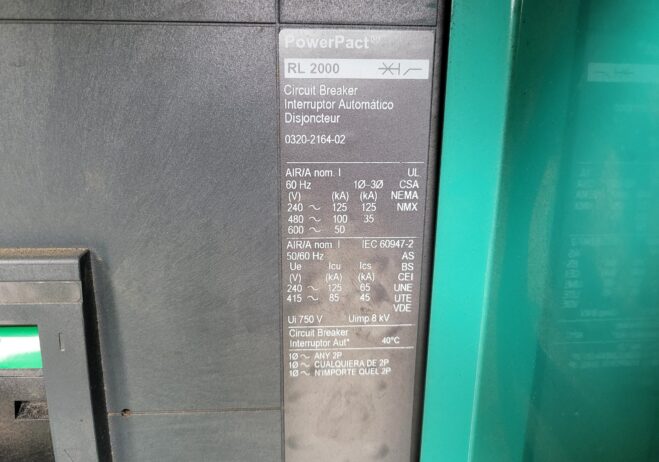 PowerPact™
RL 2000
Circuit Breaker
Interruptor Automático
Disjoncteur
0320-2164-02
AIR/A nom. I UL
60 Hz 1Ø–3Ø CSA
(V) (kA) (kA) NEMA
240 ~ 125 125 NMX
480 ~ 100 35
600 ~ 50
AIR/A nom I IEC 60947-2
50/60 Hz AS
Ue Icu Ics BS
(V) (kA) (kA) CEI
240 ~ 125 65 UNE
415 ~ 85 45 UTE
VDE
Ui 750 V Uimp 8 kV
Circuit Breaker
Interruptor Aut* 40°C
1Ø ~ ANY 2P
1Ø ~ CUALQUIERA DE 2P
1Ø ~ N'IMPORTE QUEL 2P